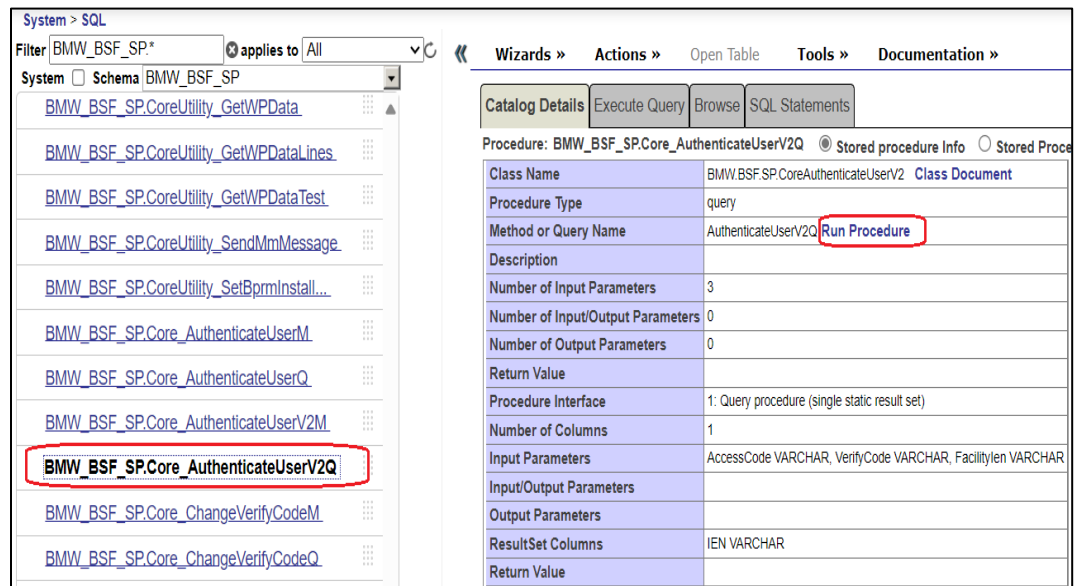 System > SQL
Filter BMW_BSF_SP.* applies to All
System Schema BMW_BSF_SP
BMW_BSF_SP.CoreUtility_GetWPData
BMW_BSF_SP.CoreUtility_GetWPDataLines
BMW_BSF_SP.CoreUtility_GetWPDataTest
BMW_BSF_SP.CoreUtility_SendMmMessage
BMW_BSF_SP.CoreUtility_SetBprmInstall...
BMW_BSF_SP.Core_AuthenticateUserM
BMW_BSF_SP.Core_AuthenticateUserQ
BMW_BSF_SP.Core_AuthenticateUserV2M
BMW_BSF_SP.Core_AuthenticateUserV2Q
BMW_BSF_SP.Core_ChangeVerifyCodeM
BMW_BSF_SP.Core_ChangeVerifyCodeQ
Wizards » Actions » Open Table Tools » Documentation »
Catalog Details Execute Query Browse SQL Statements
Procedure: BMW_BSF_SP.Core_AuthenticateUserV2Q Stored procedure Info Stored Proce
Class Name BMW.BSF.SP.CoreAuthenticateUserV2 Class Document
Procedure Type query
Method or Query Name AuthenticateUserV2Q Run Procedure
Description
Number of Input Parameters 3
Number of Input/Output Parameters 0
Number of Output Parameters 0
Return Value
Procedure Interface 1: Query procedure (single static result set)
Number of Columns 1
Input Parameters AccessCode VARCHAR, VerifyCode VARCHAR, FacilityIen VARCHAR
Input/Output Parameters
Output Parameters
ResultSet Columns IEN VARCHAR
Return Value